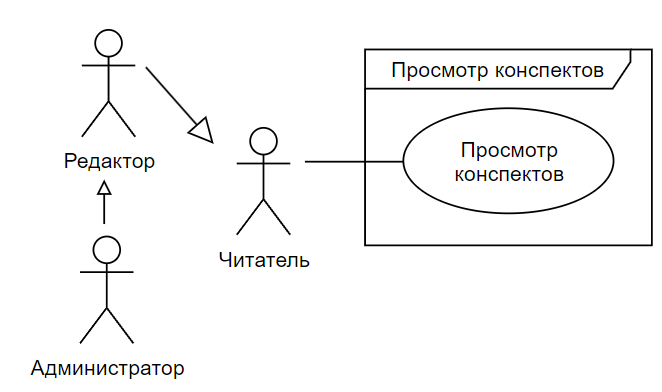 Просмотр конспектов
Просмотр
конспектов
Редактор
Читатель
Администратор